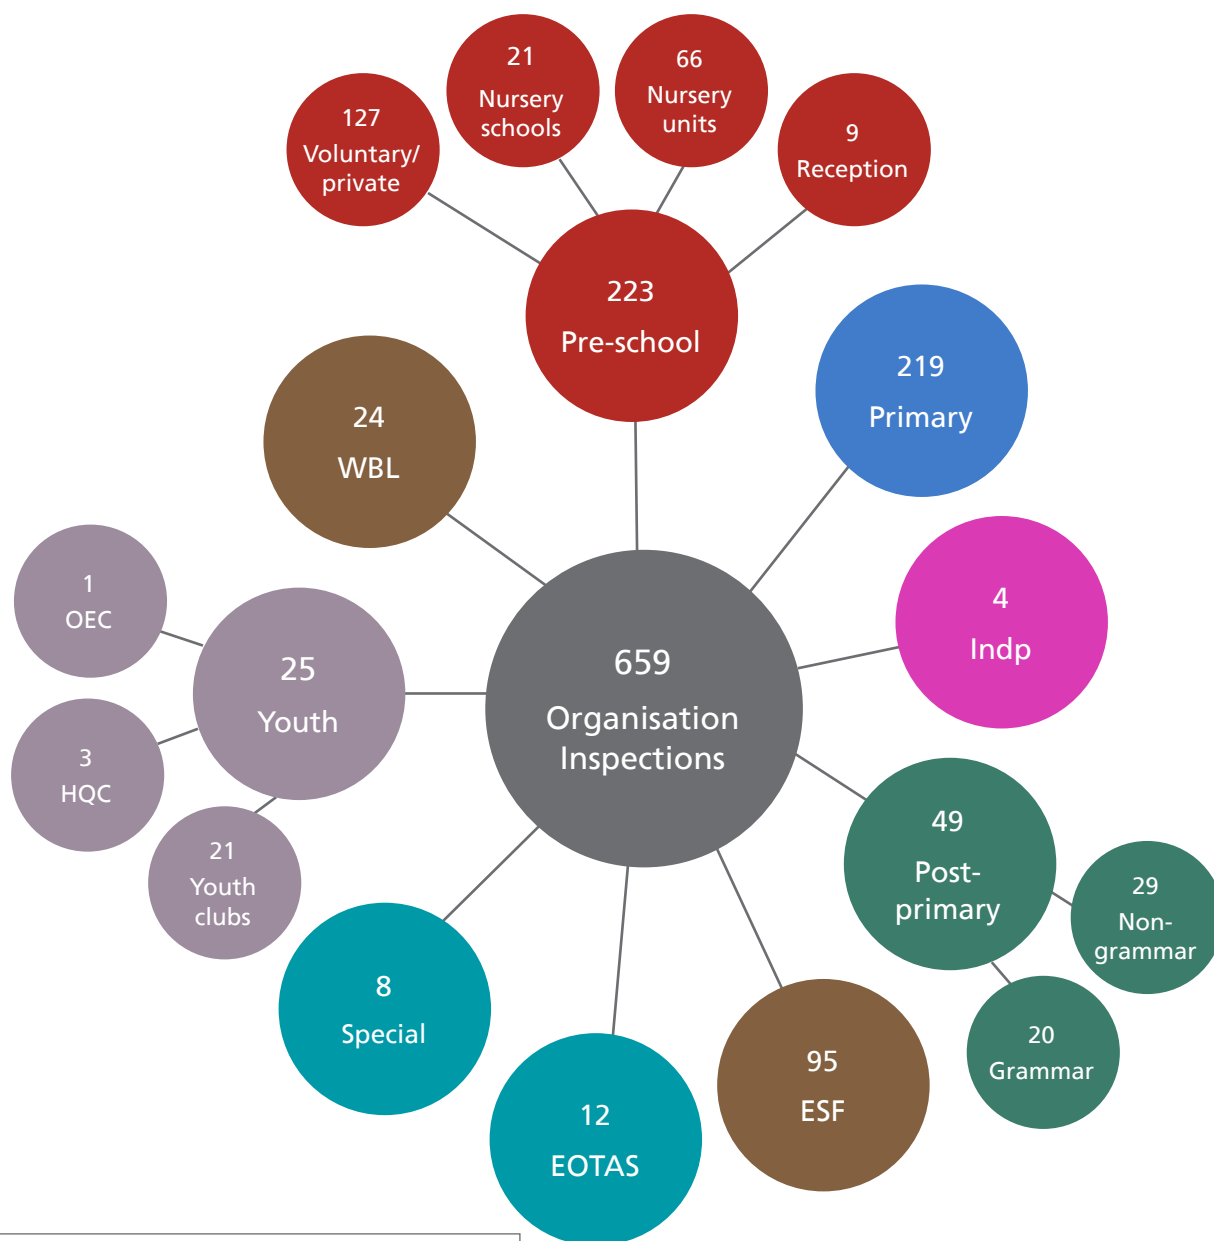 21
Nursery
schools
66
Nursery
units
127
Voluntary/
private
9
Reception
223
Pre-school
219
Primary
24
WBL
4
Indp
1
OEC
25
Youth
659
Organisation
Inspections
3
HQC
21
Youth
clubs
49
Post-
primary
29
Non-
grammar
20
Grammar
8
Special
95
ESF
12
EOTAS